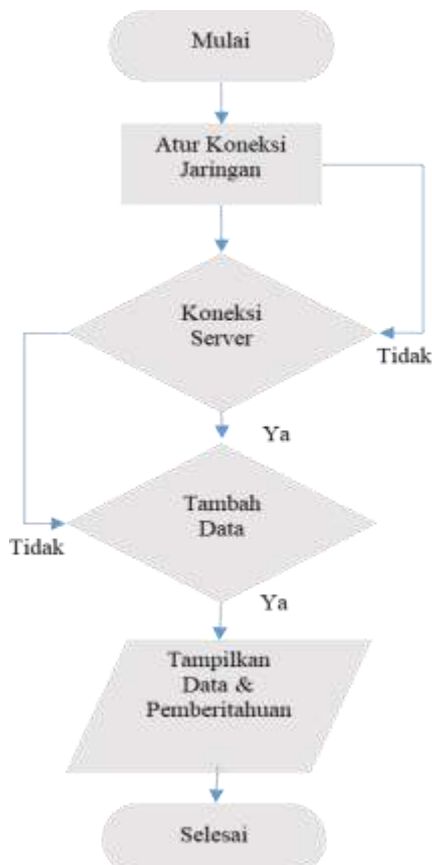 Mulai
Atur Koneksi
Jaringan
Koneksi
Server
Tidak
Ya
Tambah
Data
Tidak
Ya
Tampilkan
Data &
Pemberitahuan
Selesai